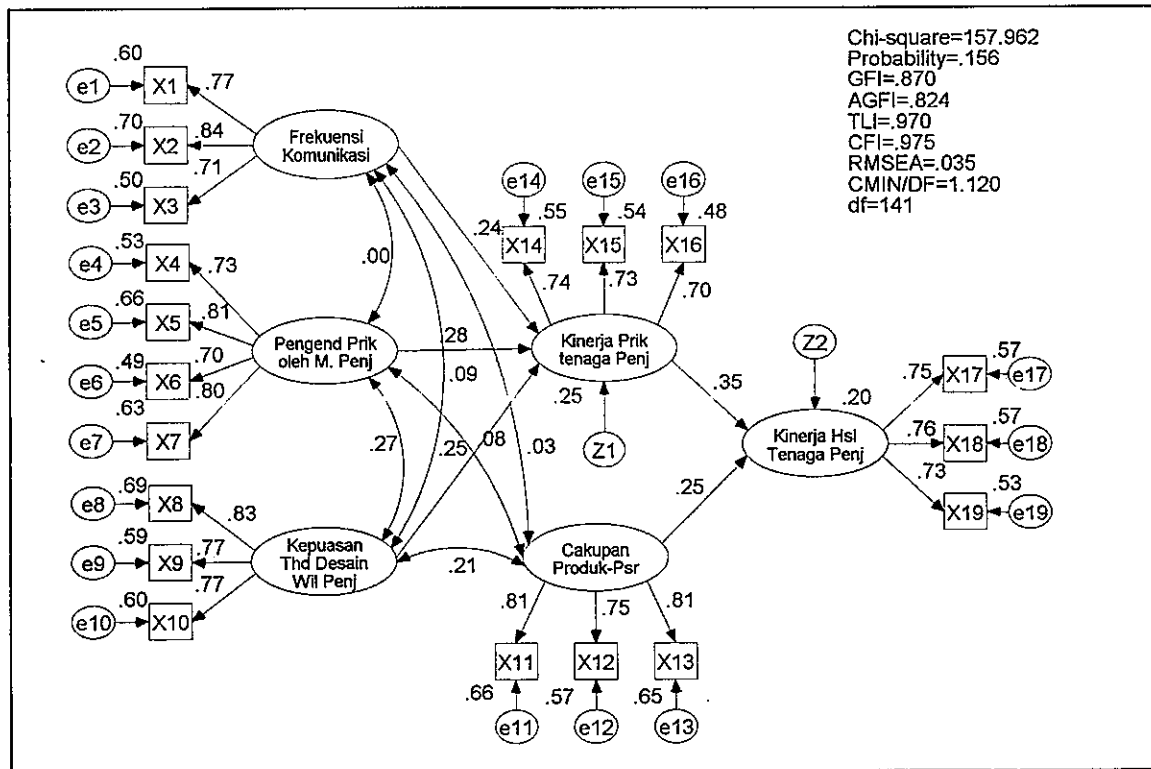 Chi-square=157.962
Probability=.156
GFI=.870
AGFI=.824
TLI=.970
CFI=.975
RMSEA=.035
CMIN/DF=1.120
df=141
.60
e1 X1 .77
.70
e2 X2 .84
.50
e3 X3 .71
Frekuensi
Komunikasi
.53
e4 X4 .73
.66
e5 X5 .81
.49
e6 X6 .70
.63
e7 X7 .80
Pengend Prik
oleh M. Penj
.69
e8 X8 .83
.59
e9 X9 .77
.60
e10 X10 .77
Kepuasan
Thd Desain
Wil Penj
.00
.09
.27
.25
.03
.21
.24
.28
.08
e14 e15 e16
.55 .54 .48
X14 X15 X16
.74 .73 .70
Kinerja Prik
tenaga Penj
.25
Z1
Cakupan
Produk-Psr
.81 .75 .81
X11 X12 X13
.66 .57 .65
e11 e12 e13
.35
.25
Z2
.20
Kinerja Hsl
Tenaga Penj
.75 X17 .57 e17
.76 X18 .57 e18
.73 X19 .53 e19